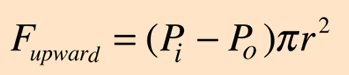 F_upward = (P_i − P_o)πr²